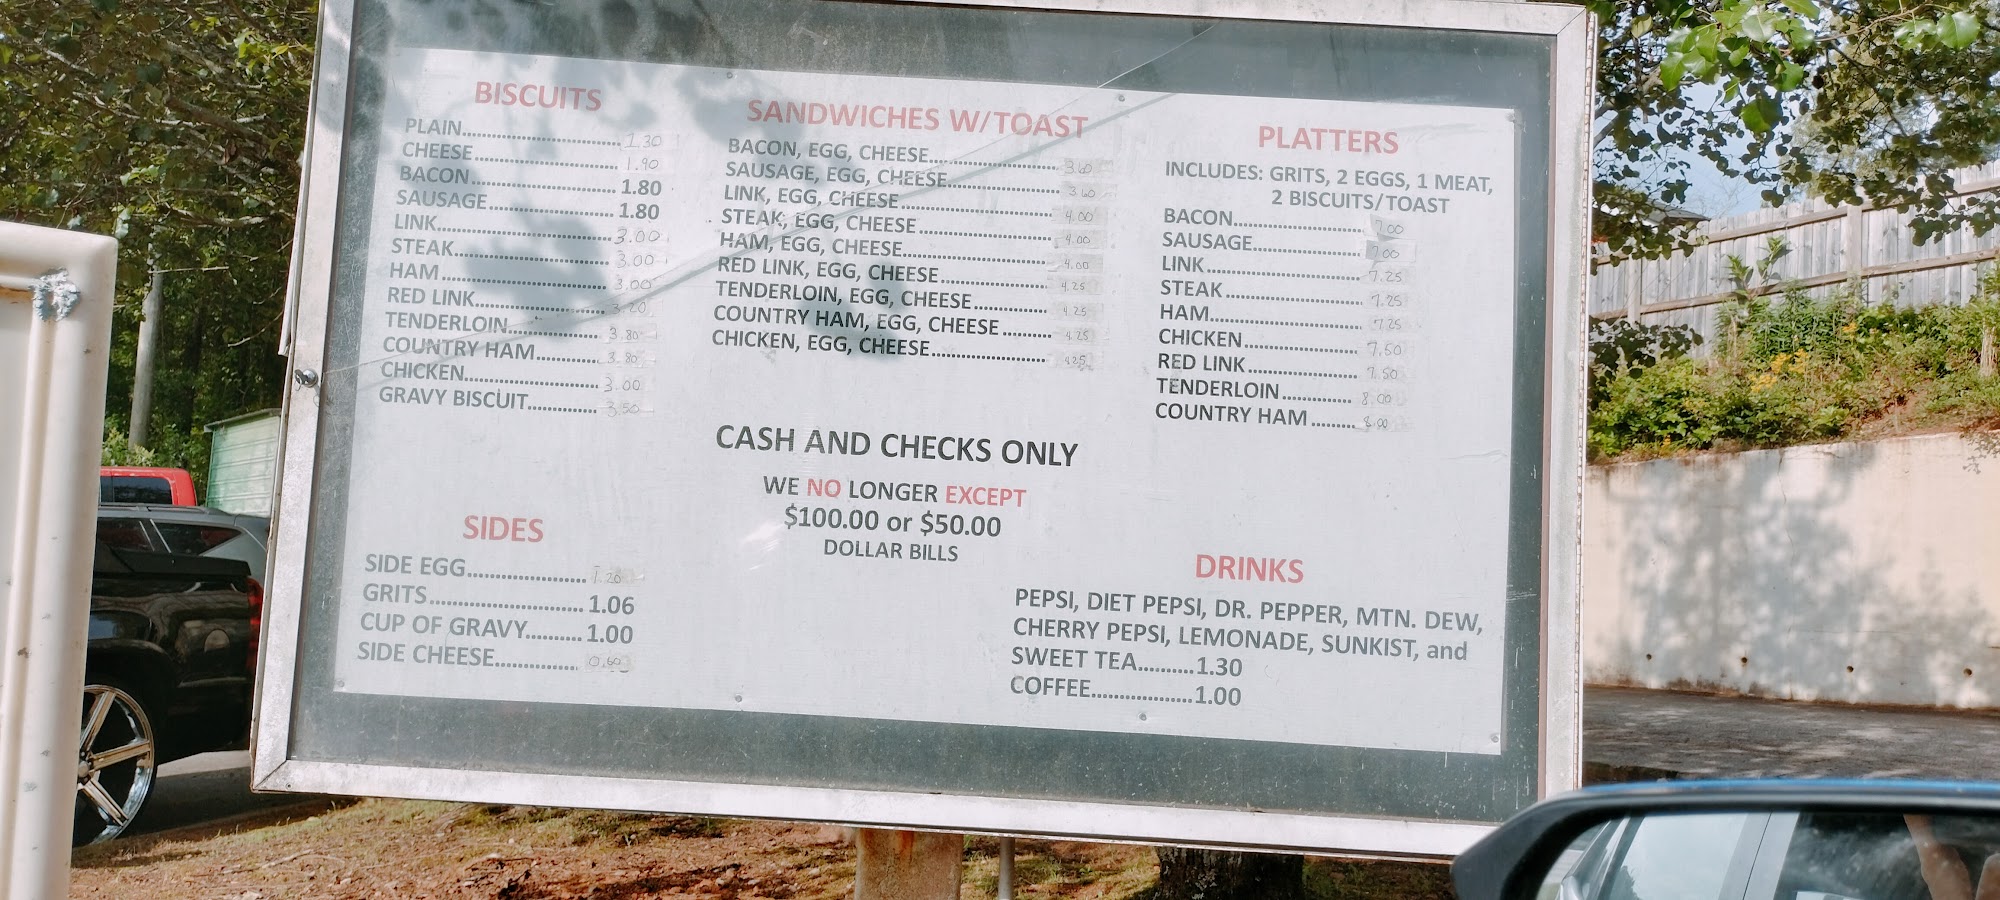 BISCUITS
PLAIN........................1.30
CHEESE......................1.90
BACON......................1.80
SAUSAGE...................1.80
LINK..........................3.00
STEAK.......................3.00
HAM.........................3.00
RED LINK...................3.20
TENDERLOIN..............3.80
COUNTRY HAM..........3.80
CHICKEN....................3.00
GRAVY BISCUIT............3.50
SIDES
SIDE EGG....................1.20
GRITS.........................1.06
CUP OF GRAVY..........1.00
SIDE CHEESE..............0.60
SANDWICHES W/TOAST
BACON, EGG, CHEESE....................3.60
SAUSAGE, EGG, CHEESE.................3.60
LINK, EGG, CHEESE.......................4.00
STEAK, EGG, CHEESE.....................4.00
HAM, EGG, CHEESE.......................4.00
RED LINK, EGG, CHEESE.................4.25
TENDERLOIN, EGG, CHEESE............4.25
COUNTRY HAM, EGG, CHEESE........4.25
CHICKEN, EGG, CHEESE..................4.25
CASH AND CHECKS ONLY
WE NO LONGER EXCEPT
$100.00 or $50.00
DOLLAR BILLS
PLATTERS
INCLUDES: GRITS, 2 EGGS, 1 MEAT,
2 BISCUITS/TOAST
BACON.....................7.00
SAUSAGE.................7.00
LINK........................7.25
STEAK.....................7.25
HAM.......................7.25
CHICKEN..................7.50
RED LINK.................7.50
TENDERLOIN............8.00
COUNTRY HAM........8.00
DRINKS
PEPSI, DIET PEPSI, DR. PEPPER, MTN. DEW,
CHERRY PEPSI, LEMONADE, SUNKIST, and
SWEET TEA..........1.30
COFFEE..................1.00